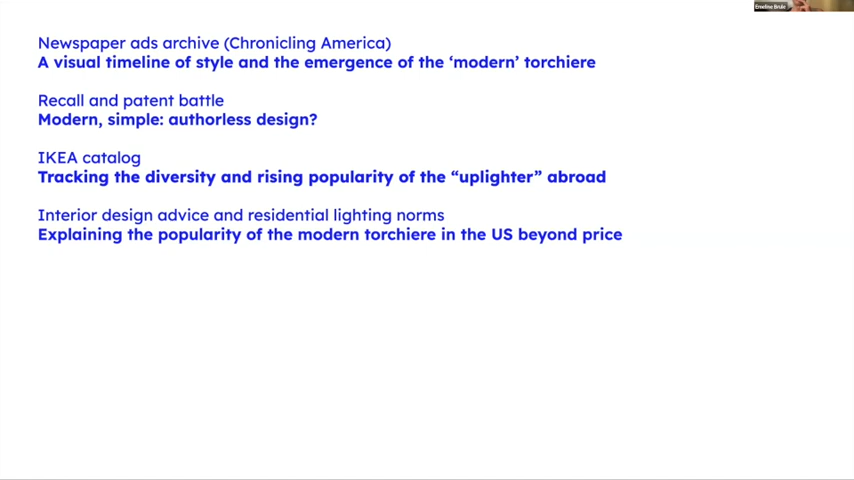 Emeline Brule
Newspaper ads archive (Chronicling America)
A visual timeline of style and the emergence of the ‘modern’ torchiere
Recall and patent battle
Modern, simple: authorless design?
IKEA catalog
Tracking the diversity and rising popularity of the “uplighter” abroad
Interior design advice and residential lighting norms
Explaining the popularity of the modern torchiere in the US beyond price